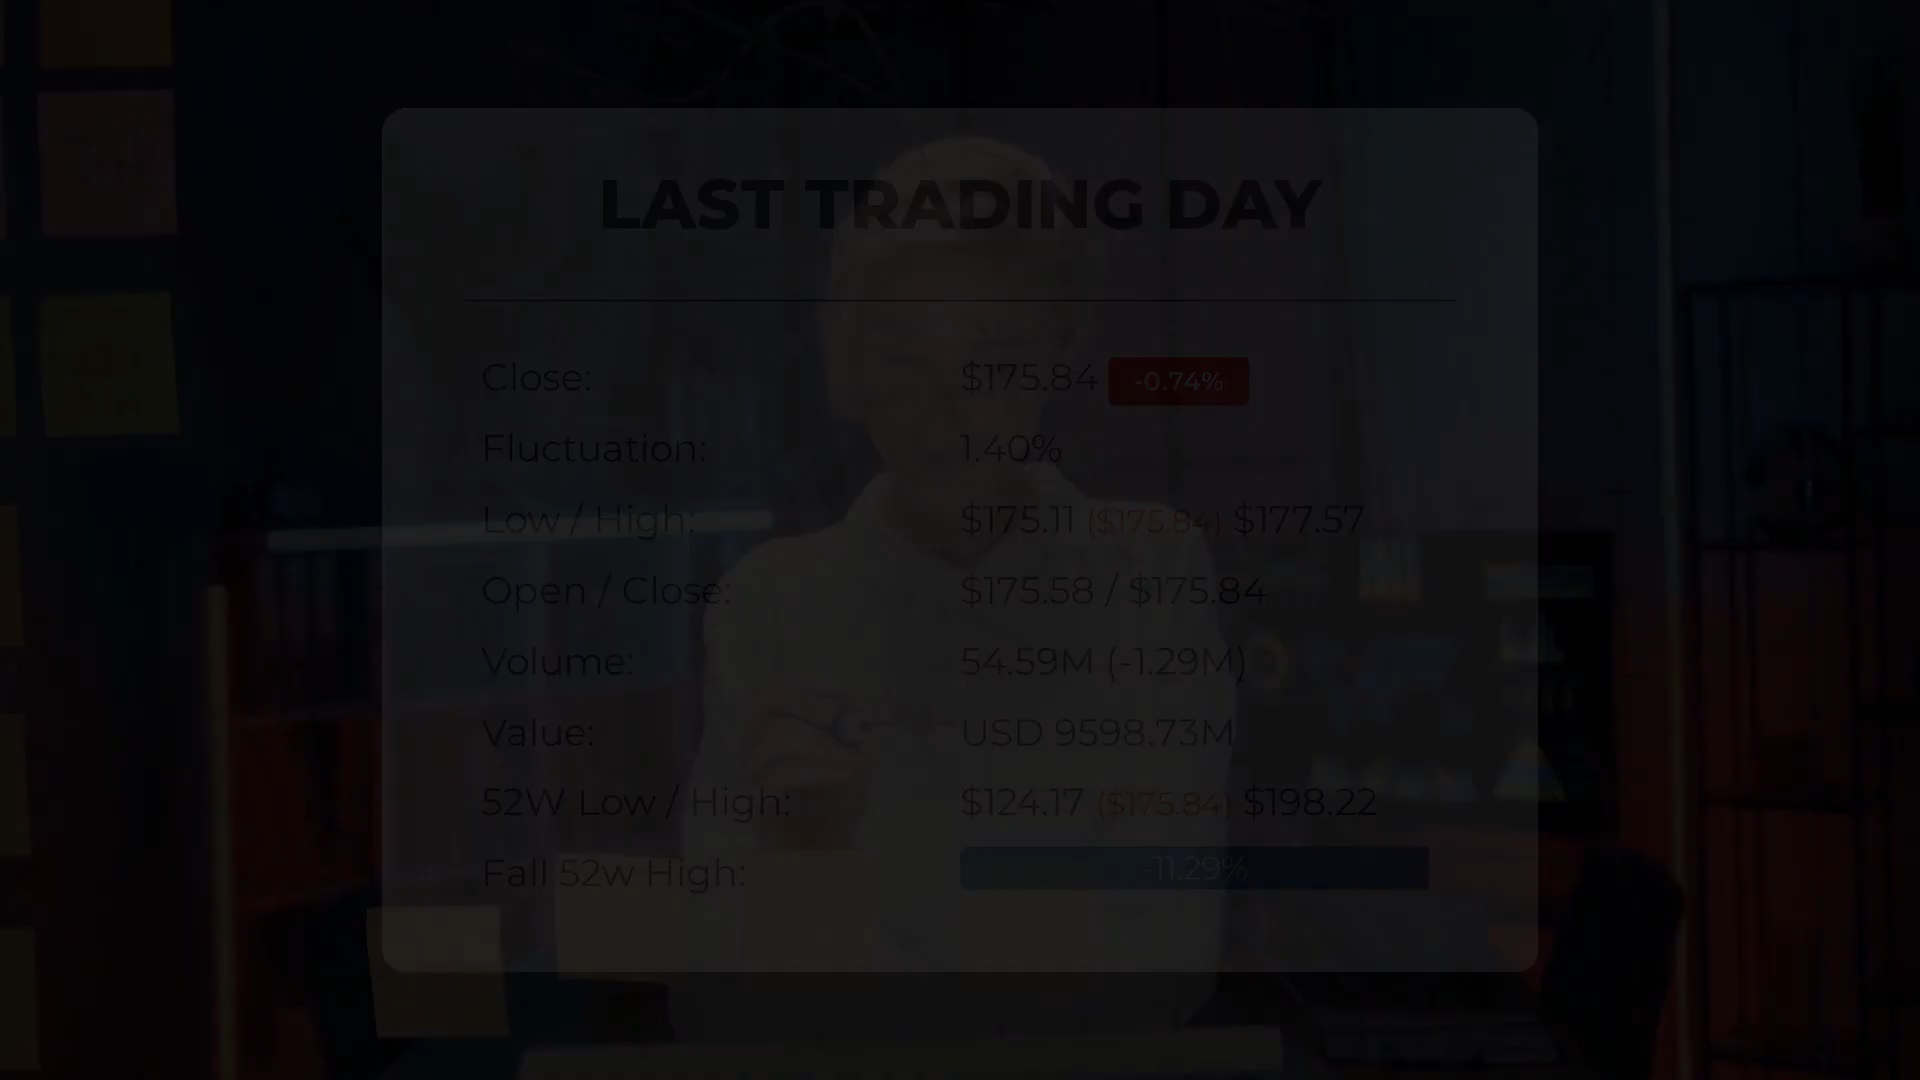 LAST TRADING DAY
Close: $175.84 -0.74%
Fluctuation: 1.40%
Low / High: $175.11 ($175.84) $177.57
Open / Close: $175.58 / $175.84
Volume: 54.59M (-1.29M)
Value: USD 9598.73M
52W Low / High: $124.17 ($175.84) $198.22
Fall 52w High: -11.29%